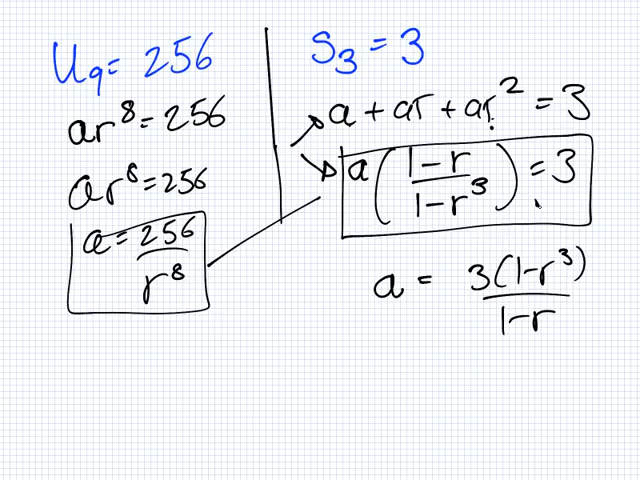 U₉ = 256
ar⁸ = 256
ar⁸ = 256
a = 256/r⁸
S₃ = 3
a + ar + ar² = 3
a((1-r)/(1-r³)) = 3
a = 3(1-r³)/(1-r)